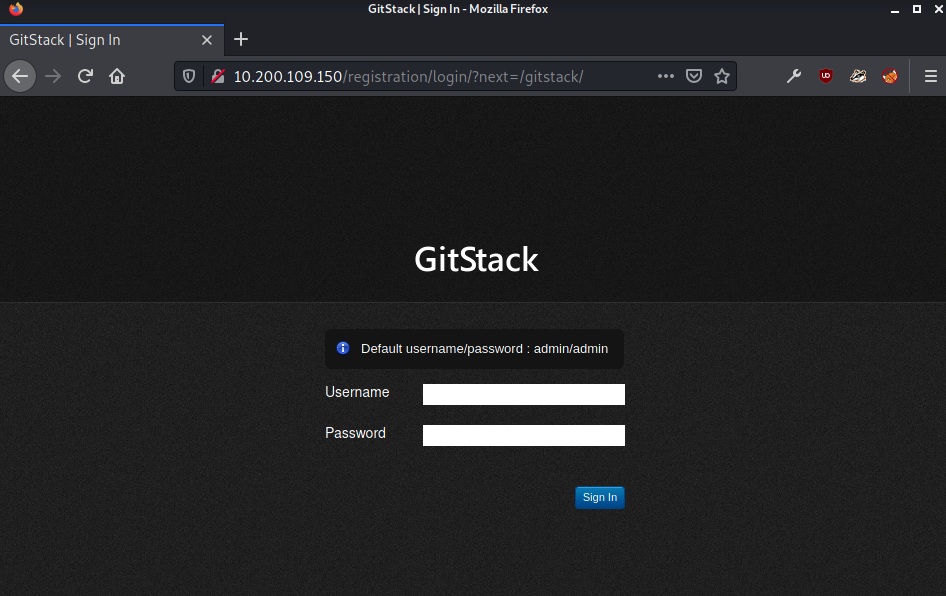 GitStack | Sign In - Mozilla Firefox
GitStack | Sign In
10.200.109.150/registration/login/?next=/gitstack/
GitStack
Default username/password : admin/admin
Username
Password
Sign In